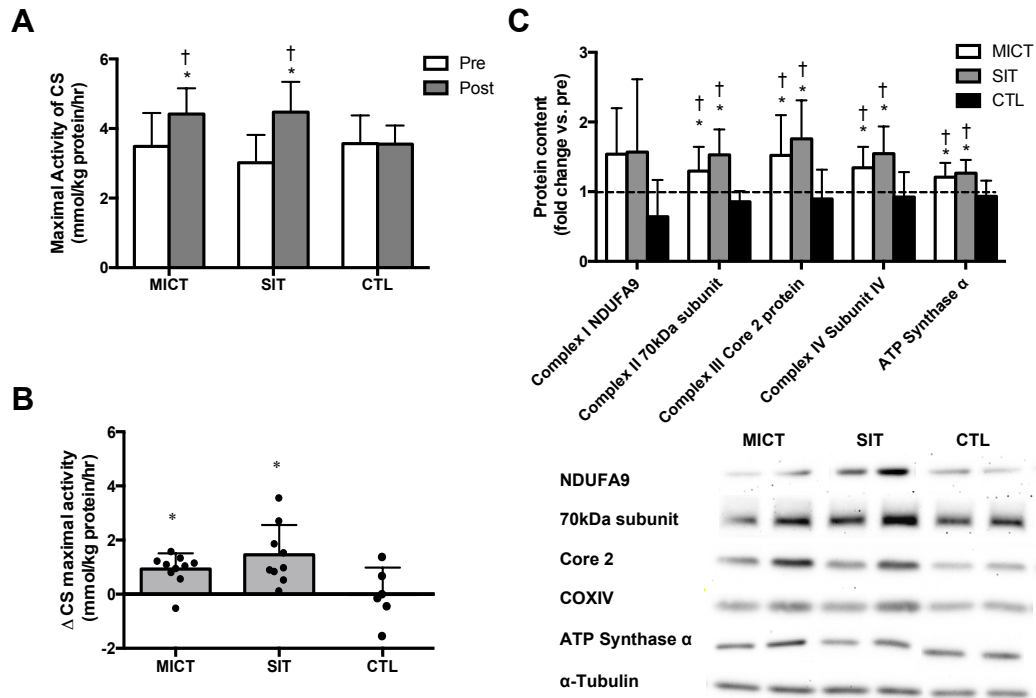 A
Maximal Activity of CS
(mmol/kg protein/hr)
6
4
2
0
†
*
†
*
Pre
Post
MICT
SIT
CTL
B
Δ CS maximal activity
(mmol/kg protein/hr)
6
4
2
0
-2
*
*
MICT
SIT
CTL
C
Protein content
(fold change vs. pre)
3
2
1
0
† †
* *
† †
* *
† †
* *
† †
* *
MICT
SIT
CTL
Complex I NDUFA9
Complex II 70kDa subunit
Complex III Core 2 protein
Complex IV Subunit IV
ATP Synthase α
MICT SIT CTL
NDUFA9
70kDa subunit
Core 2
COXIV
ATP Synthase α
α-Tubulin